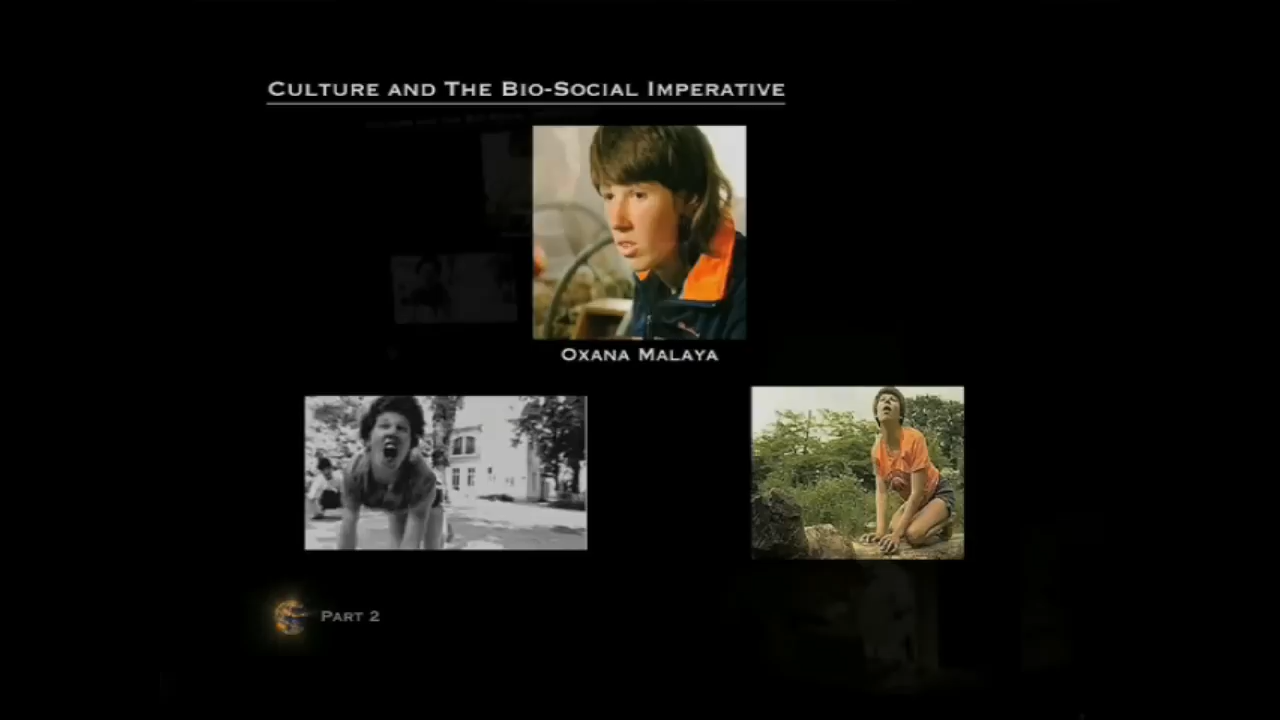 Culture and The Bio-Social Imperative
Oxana Malaya
Part 2